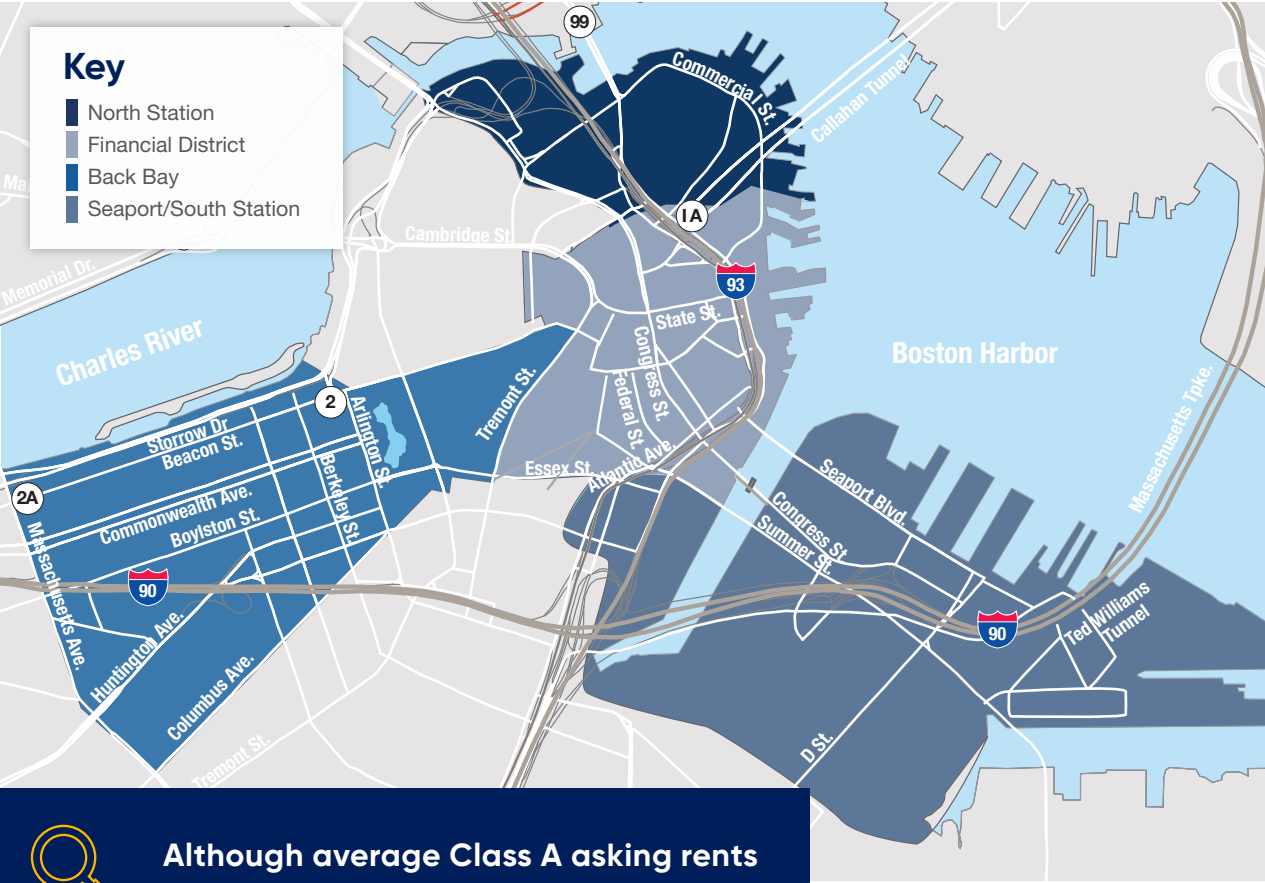 Key
North Station
Financial District
Back Bay
Seaport/South Station
99
Commercial St.
Callahan Tunnel
1A
Cambridge St
Memorial Dr.
93
Charles River
State St.
Congress St.
Boston Harbor
Federal St.
Tremont St.
2
Arlington St.
Storrow Dr
Beacon St.
Berkeley St.
Essex St.
Atlantic Ave.
Massachusetts Tpke.
2A
Commonwealth Ave.
Boylston St.
Seaport Blvd.
Congress St.
Summer St.
Massachusetts Ave.
90
90
Huntington Ave.
Columbus Ave.
Ted Williams
Tunnel
D St.
Tremont St.
Although average Class A asking rents